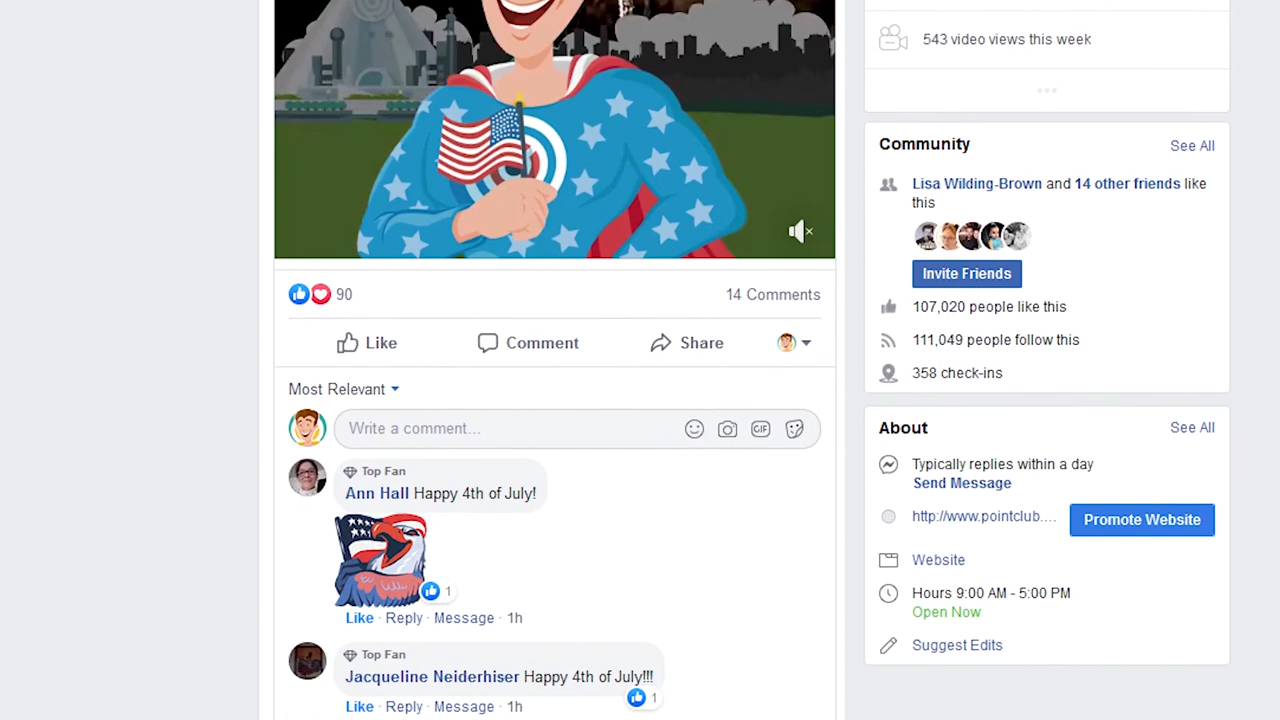 543 video views this week
Community
See All
Lisa Wilding-Brown and 14 other friends like
this
Invite Friends
107,020 people like this
111,049 people follow this
358 check-ins
About
See All
Typically replies within a day
Send Message
http://www.pointclub....
Promote Website
Website
Hours 9:00 AM - 5:00 PM
Open Now
Suggest Edits
90
14 Comments
Like
Comment
Share
Most Relevant
Write a comment...
GIF
Top Fan
Ann Hall Happy 4th of July!
1
Like · Reply · Message · 1h
Top Fan
Jacqueline Neiderhiser Happy 4th of July!!!
1
Like · Reply · Message · 1h